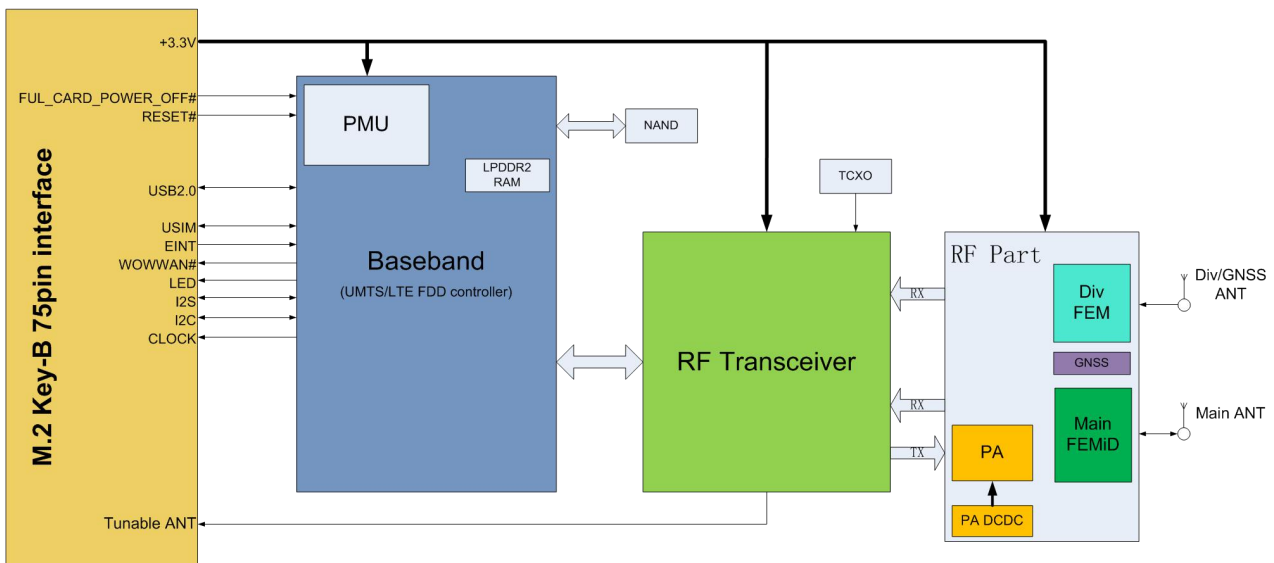 M.2 Key-B 75pin interface
+3.3V
FUL_CARD_POWER_OFF#
RESET#
USB2.0
USIM
EINT
WOWWAN#
LED
I2S
I2C
CLOCK
Tunable ANT
PMU
LPDDR2
RAM
Baseband
(UMTS/LTE FDD controller)
NAND
TCXO
RF Transceiver
RX
RX
TX
RF Part
Div
FEM
GNSS
Main
FEMiD
PA
PA DCDC
Div/GNSS
ANT
Main ANT